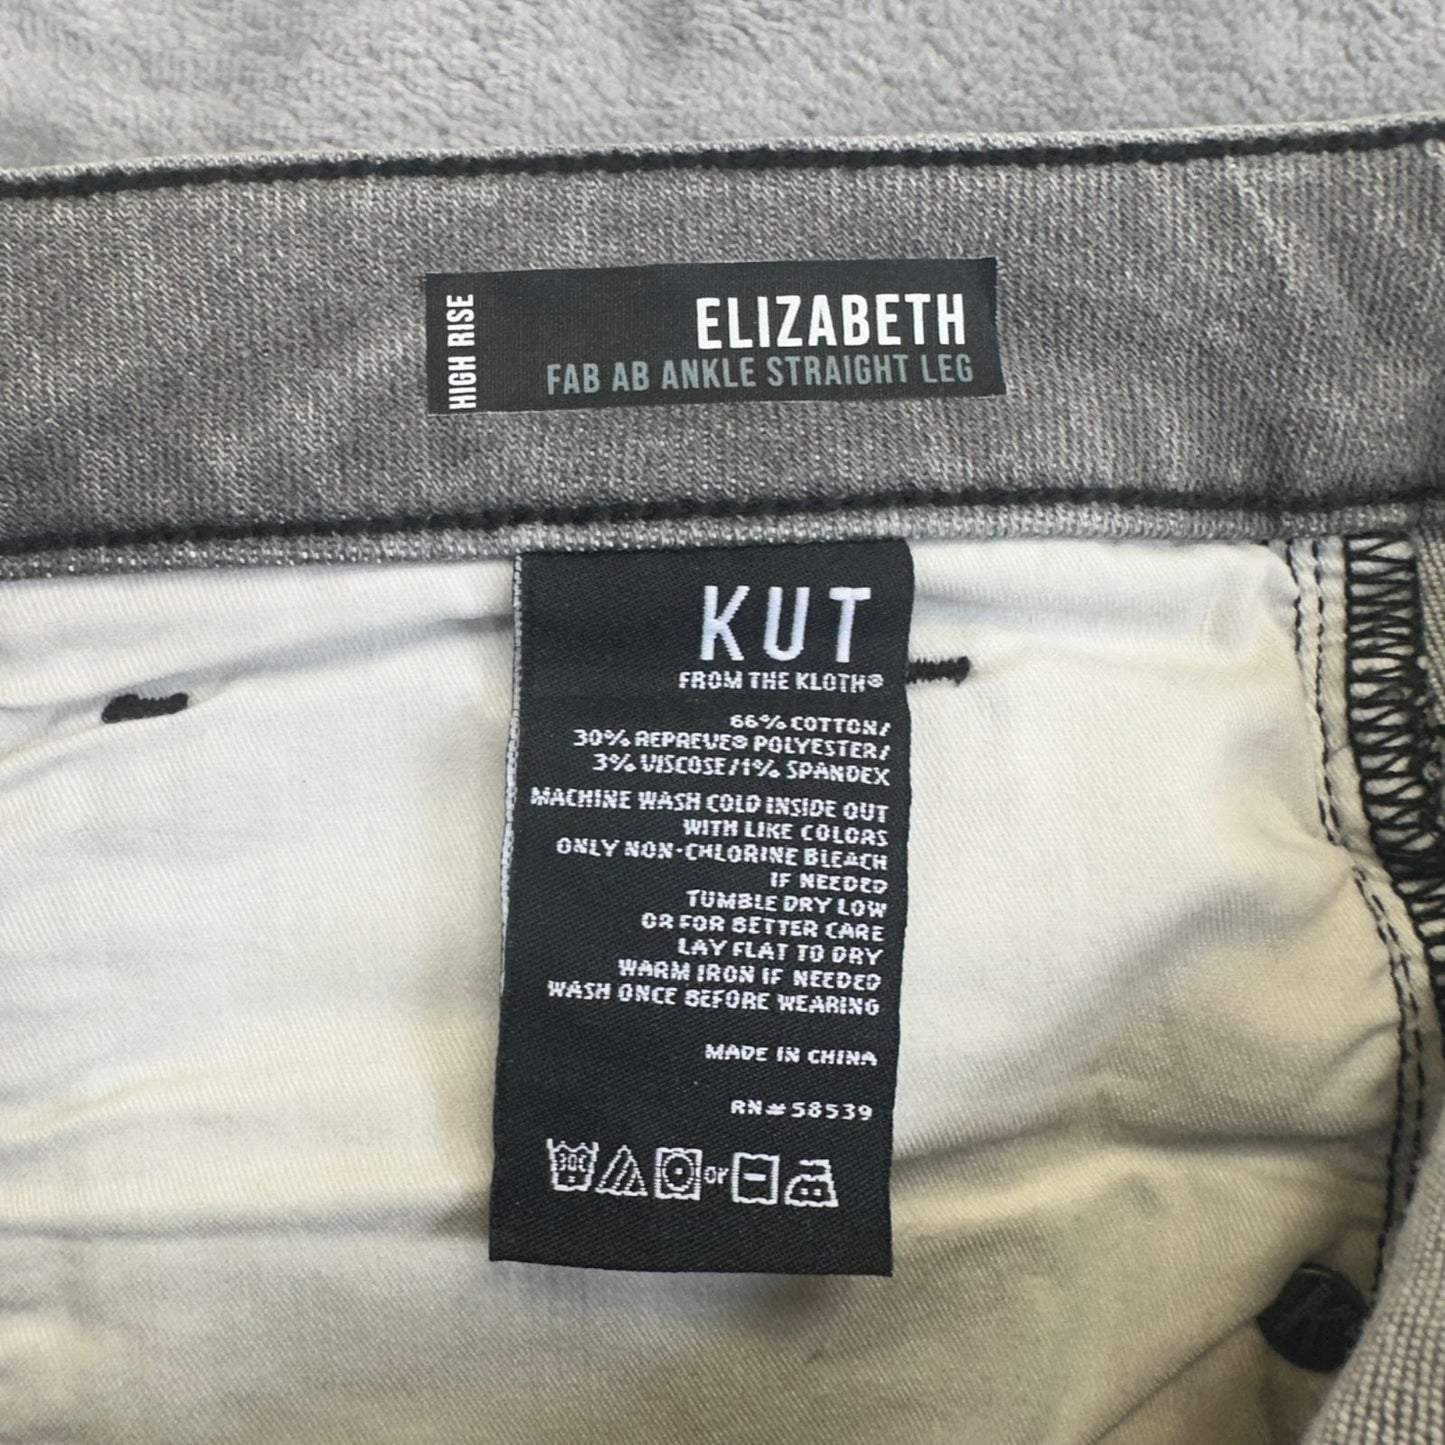 HIGH RISE
ELIZABETH
FAB AB ANKLE STRAIGHT LEG
KUT
FROM THE KLOTH®
66% COTTON/
30% REPREVE® POLYESTER/
3% VISCOSE/1% SPANDEX
MACHINE WASH COLD INSIDE OUT
WITH LIKE COLORS
ONLY NON-CHLORINE BLEACH
IF NEEDED
TUMBLE DRY LOW
OR FOR BETTER CARE
LAY FLAT TO DRY
WARM IRON IF NEEDED
WASH ONCE BEFORE WEARING
MADE IN CHINA
RN#58539
30C or